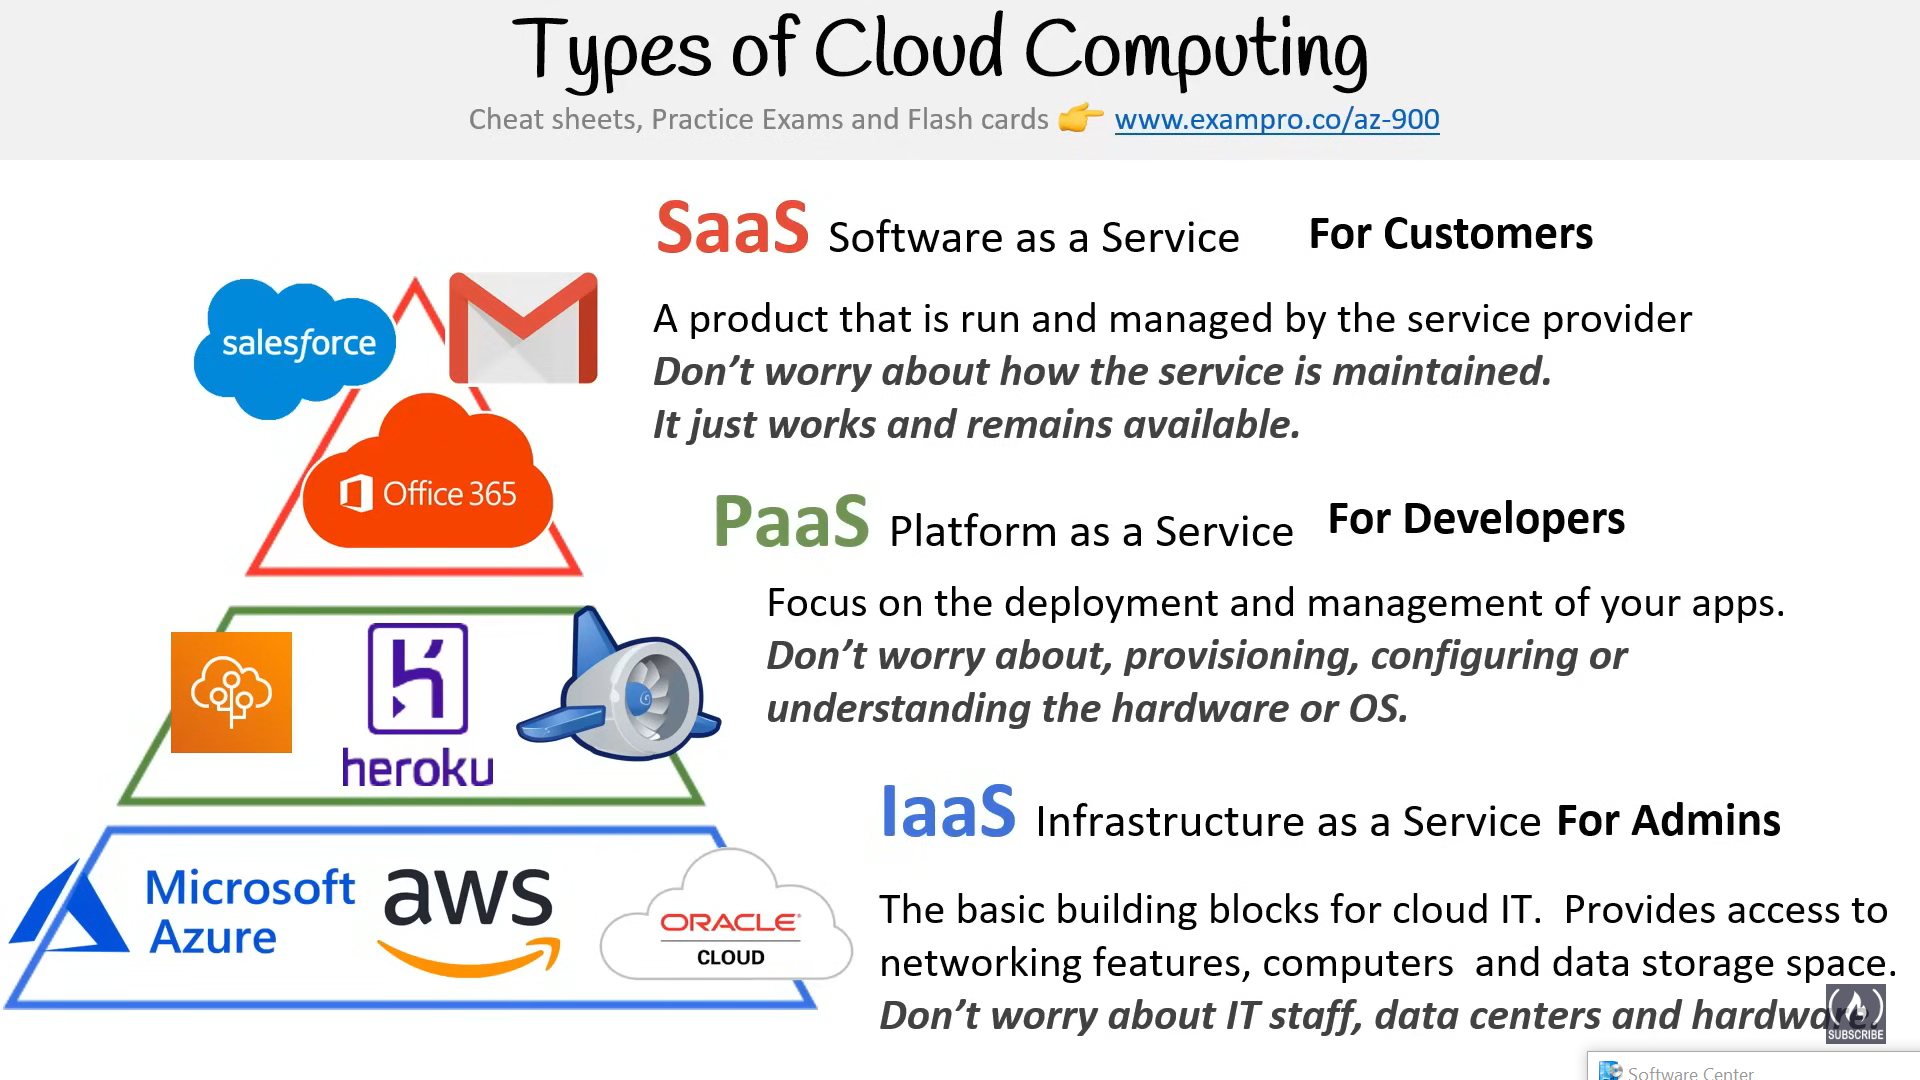 Types of Cloud Computing
Cheat sheets, Practice Exams and Flash cards 👉 www.exampro.co/az-900
SaaS Software as a Service For Customers
A product that is run and managed by the service provider
Don’t worry about how the service is maintained.
It just works and remains available.
salesforce
Office 365
PaaS Platform as a Service For Developers
Focus on the deployment and management of your apps.
Don’t worry about, provisioning, configuring or
understanding the hardware or OS.
heroku
IaaS Infrastructure as a Service For Admins
The basic building blocks for cloud IT. Provides access to
networking features, computers and data storage space.
Don’t worry about IT staff, data centers and hardware.
Microsoft
Azure
aws
ORACLE
CLOUD
SUBSCRIBE
Software Center